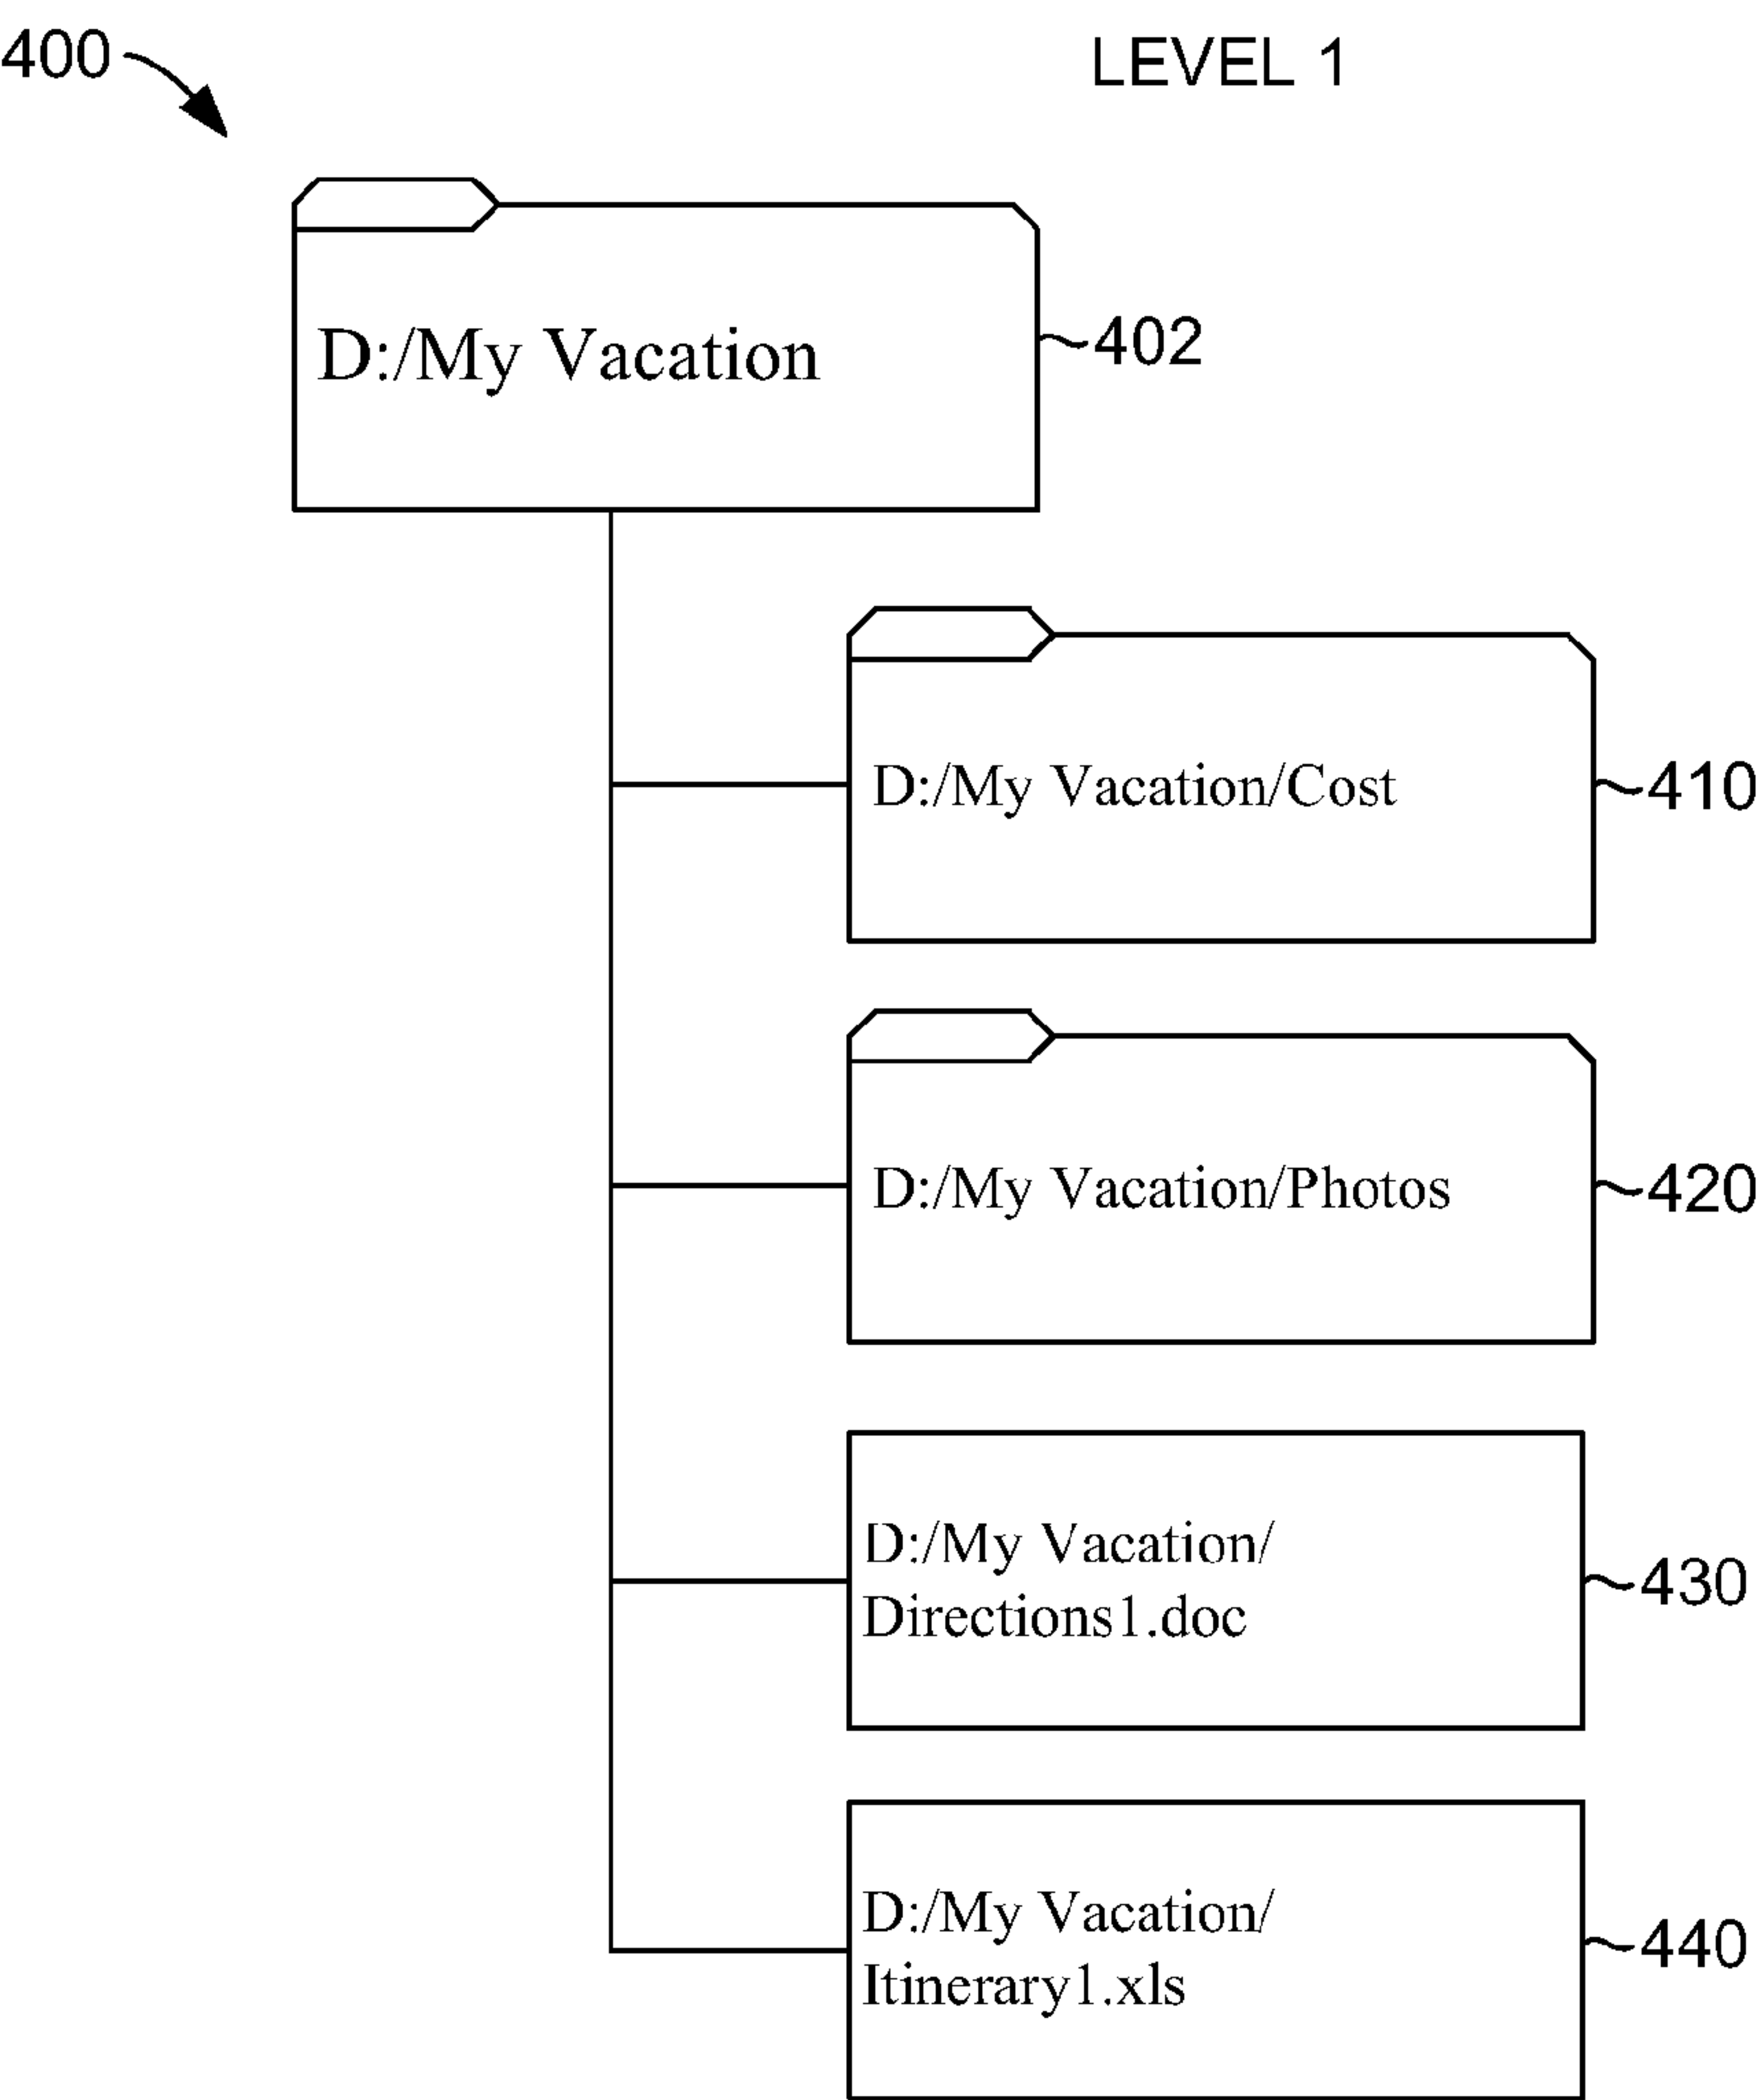 400
LEVEL 1
D:/My Vacation
402
D:/My Vacation/Cost
410
D:/My Vacation/Photos
420
D:/My Vacation/
Directions1.doc
430
D:/My Vacation/
Itinerary1.xls
440